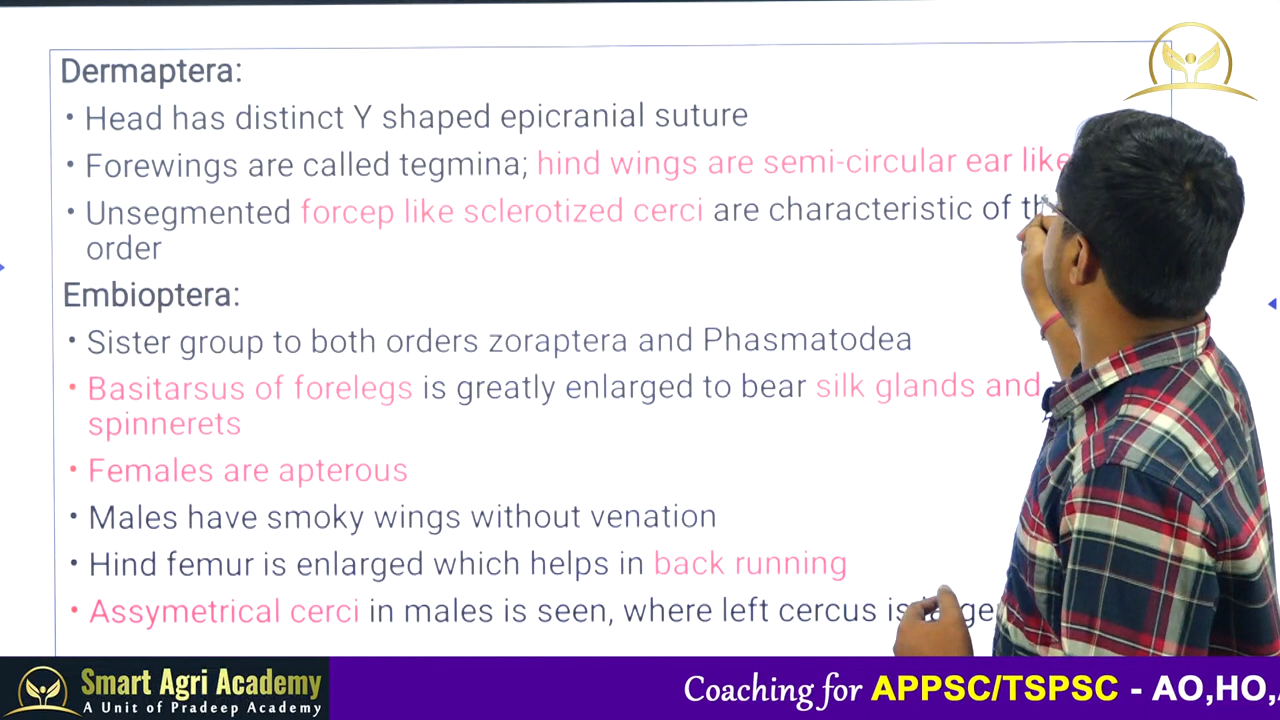 Dermaptera:
• Head has distinct Y shaped epicranial suture
• Forewings are called tegmina; hind wings are semi-circular ear like
• Unsegmented forcep like sclerotized cerci are characteristic of
order
Embioptera:
• Sister group to both orders zoraptera and Phasmatodea
• Basitarsus of forelegs is greatly enlarged to bear silk glands and
spinnerets
• Females are apterous
• Males have smoky wings without venation
• Hind femur is enlarged which helps in back running
• Assymetrical cerci in males is seen, where left cercus is
Smart Agri Academy
A Unit of Pradeep Academy
Coaching for APPSC/TSPSC - AO,HO,